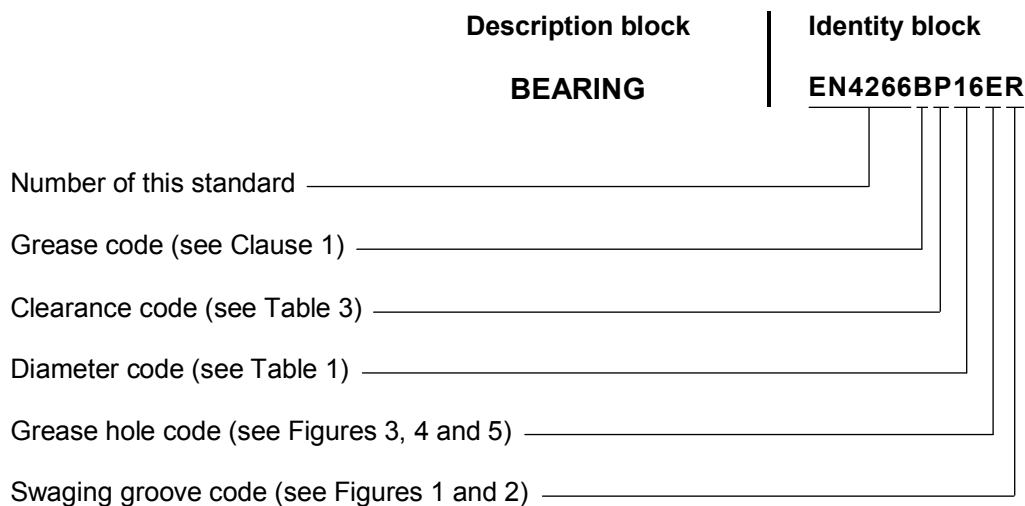 Description block Identity block
BEARING EN4266BP16ER
Number of this standard
Grease code (see Clause 1)
Clearance code (see Table 3)
Diameter code (see Table 1)
Grease hole code (see Figures 3, 4 and 5)
Swaging groove code (see Figures 1 and 2)